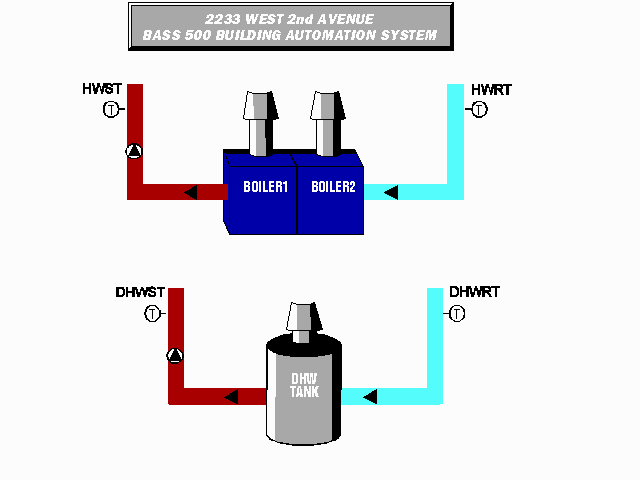 2233 WEST 2nd AVENUE
BASS 500 BUILDING AUTOMATION SYSTEM
HWST
HWRT
T
T
BOILER1
BOILER2
DHWST
DHWRT
T
T
DHW
TANK